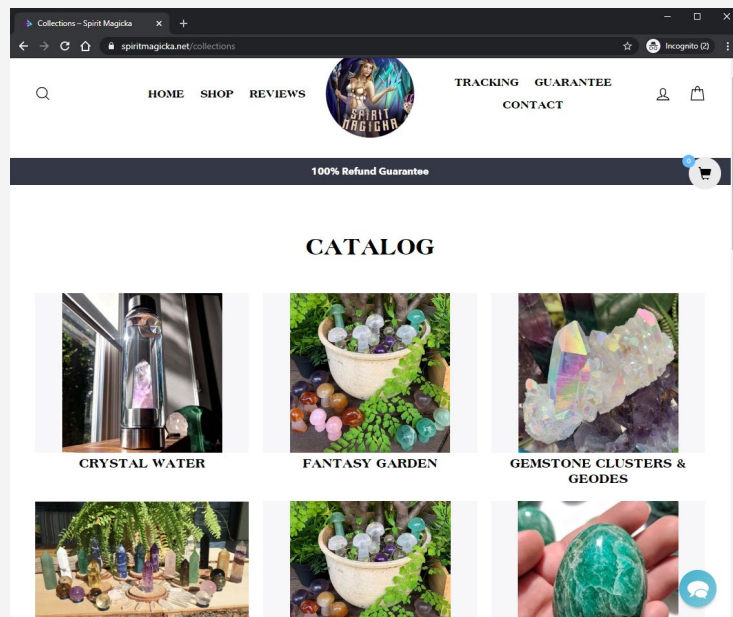 Collections – Spirit Magicka
spiritmagicka.net/collections
Incognito (2)
HOME SHOP REVIEWS
SPIRIT
MAGICKA
TRACKING GUARANTEE
CONTACT
100% Refund Guarantee
0
CATALOG
CRYSTAL WATER
FANTASY GARDEN
GEMSTONE CLUSTERS &
GEODES